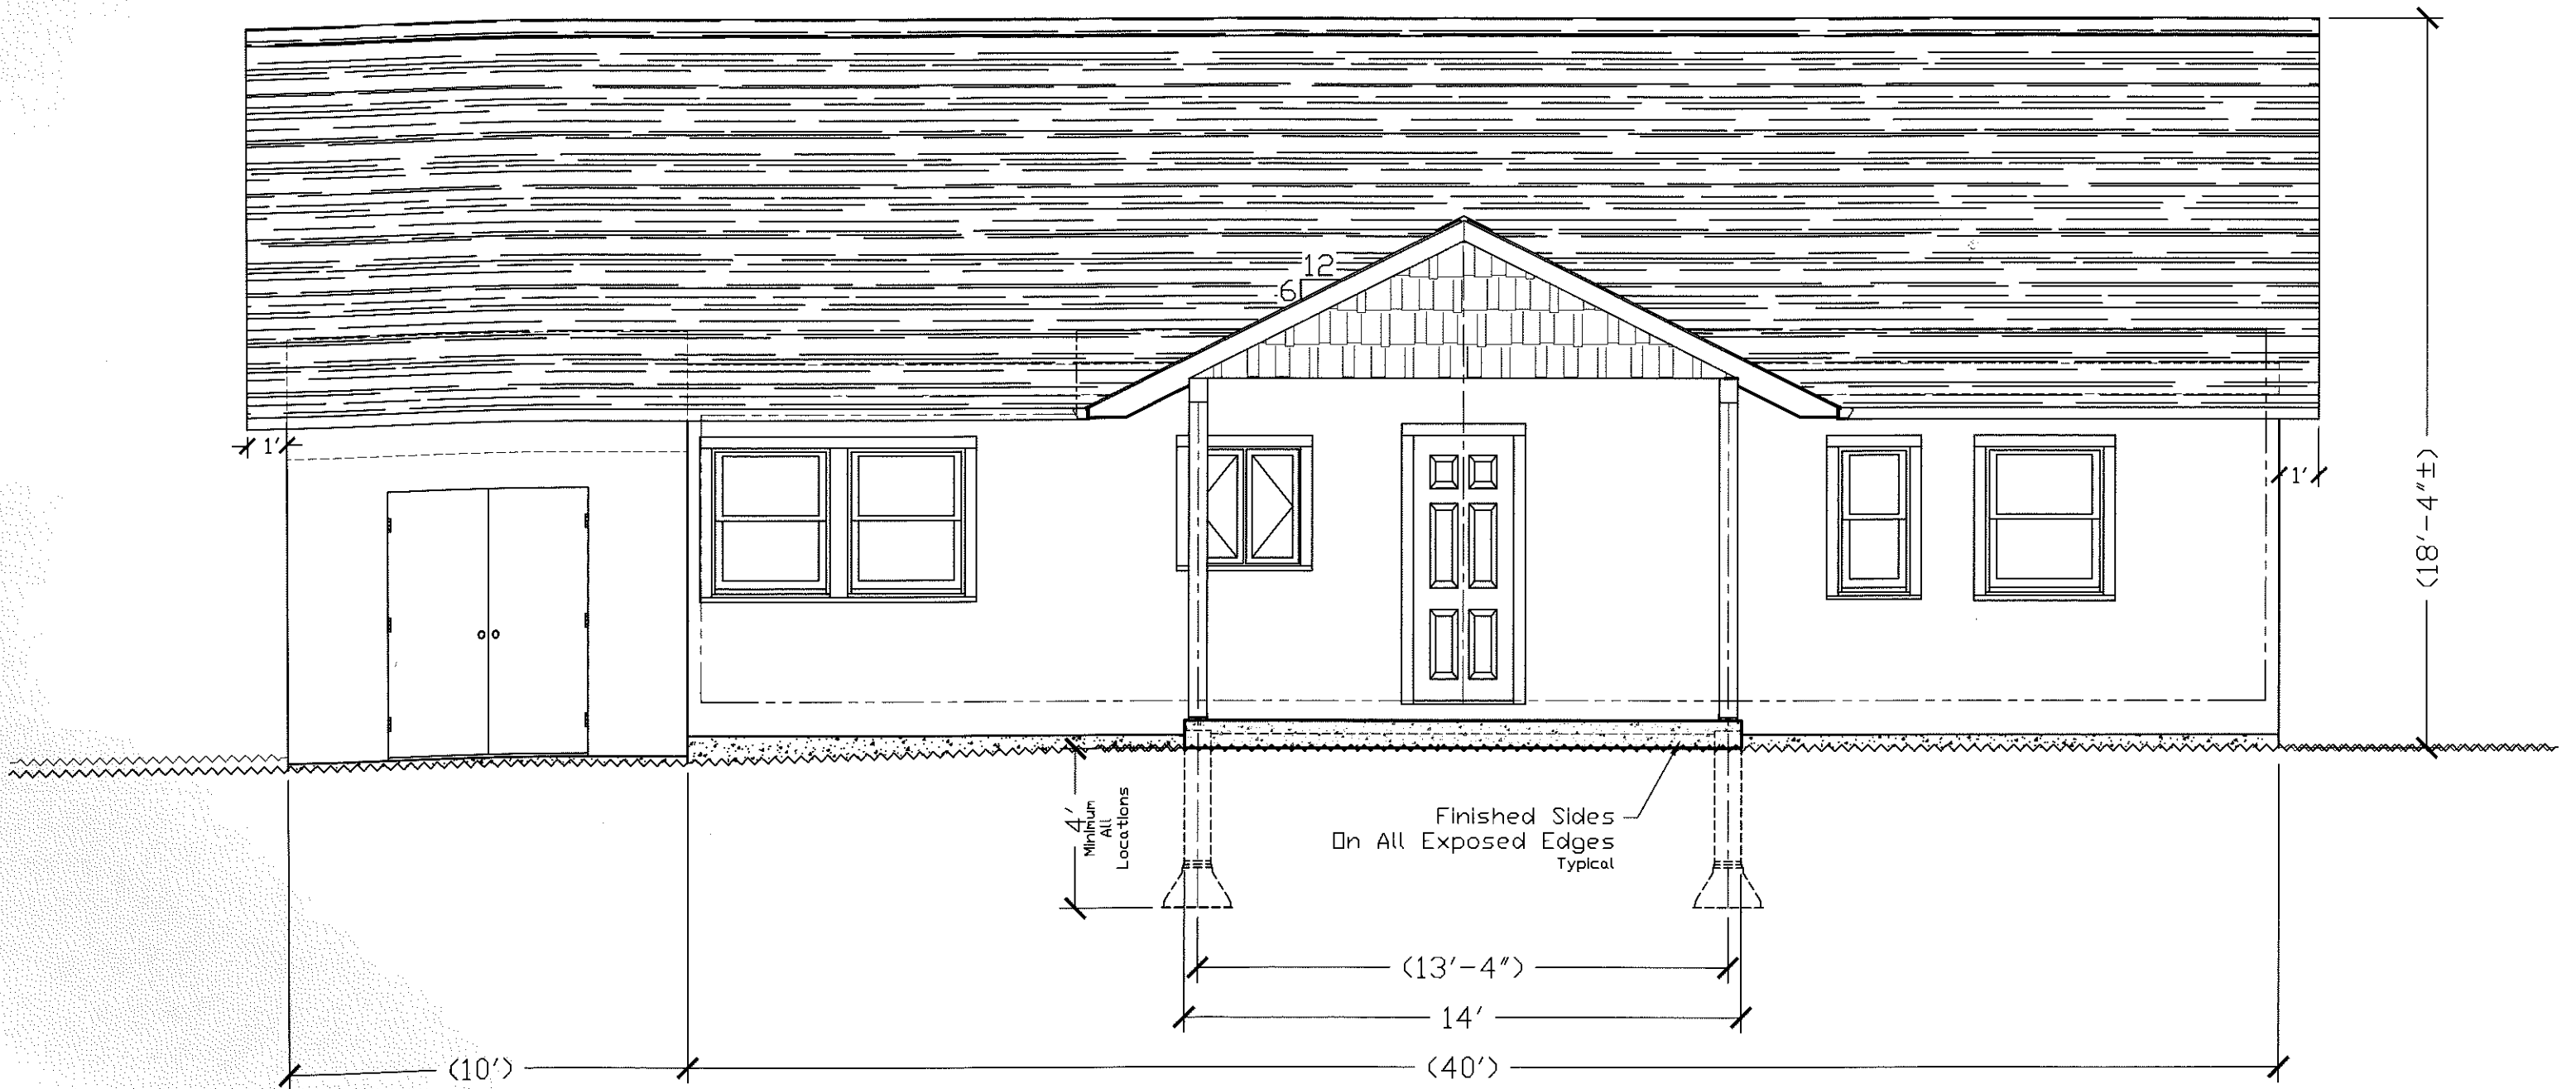 12
6
1'
1'
(18'-4"±)
4'
Minimum
All
Locations
Finished Sides
On All Exposed Edges
Typical
(13'-4")
14'
(10')
(40')